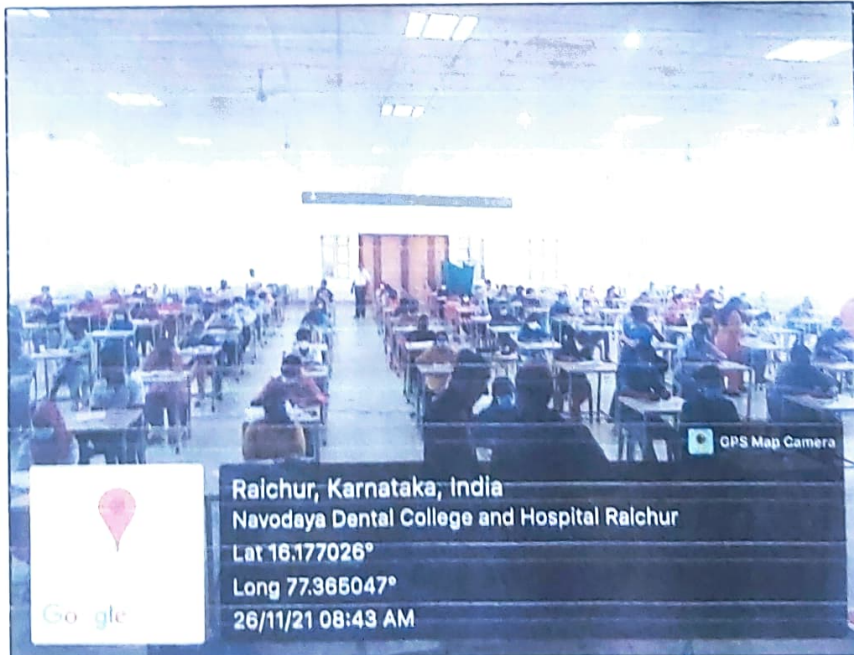 GPS Map Camera
Raichur, Karnataka, India
Navodaya Dental College and Hospital Raichur
Lat 16.177026°
Long 77.365047°
26/11/21 08:43 AM
Google